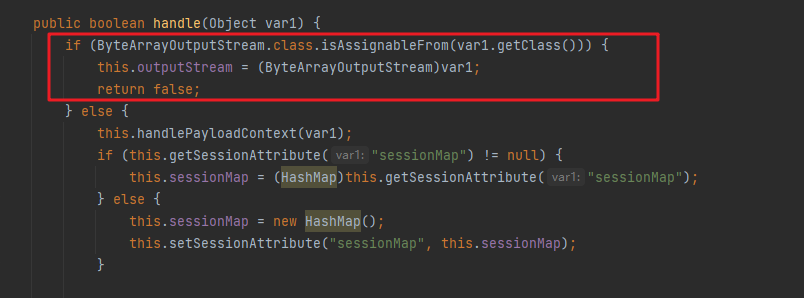 public boolean handle(Object var1) {
if (ByteArrayOutputStream.class.isAssignableFrom(var1.getClass())) {
this.outputStream = (ByteArrayOutputStream)var1;
return false;
} else {
this.handlePayloadContext(var1);
if (this.getSessionAttribute( var1: "sessionMap") != null) {
this.sessionMap = (HashMap)this.getSessionAttribute( var1: "sessionMap");
} else {
this.sessionMap = new HashMap();
this.setSessionAttribute("sessionMap", this.sessionMap);
}